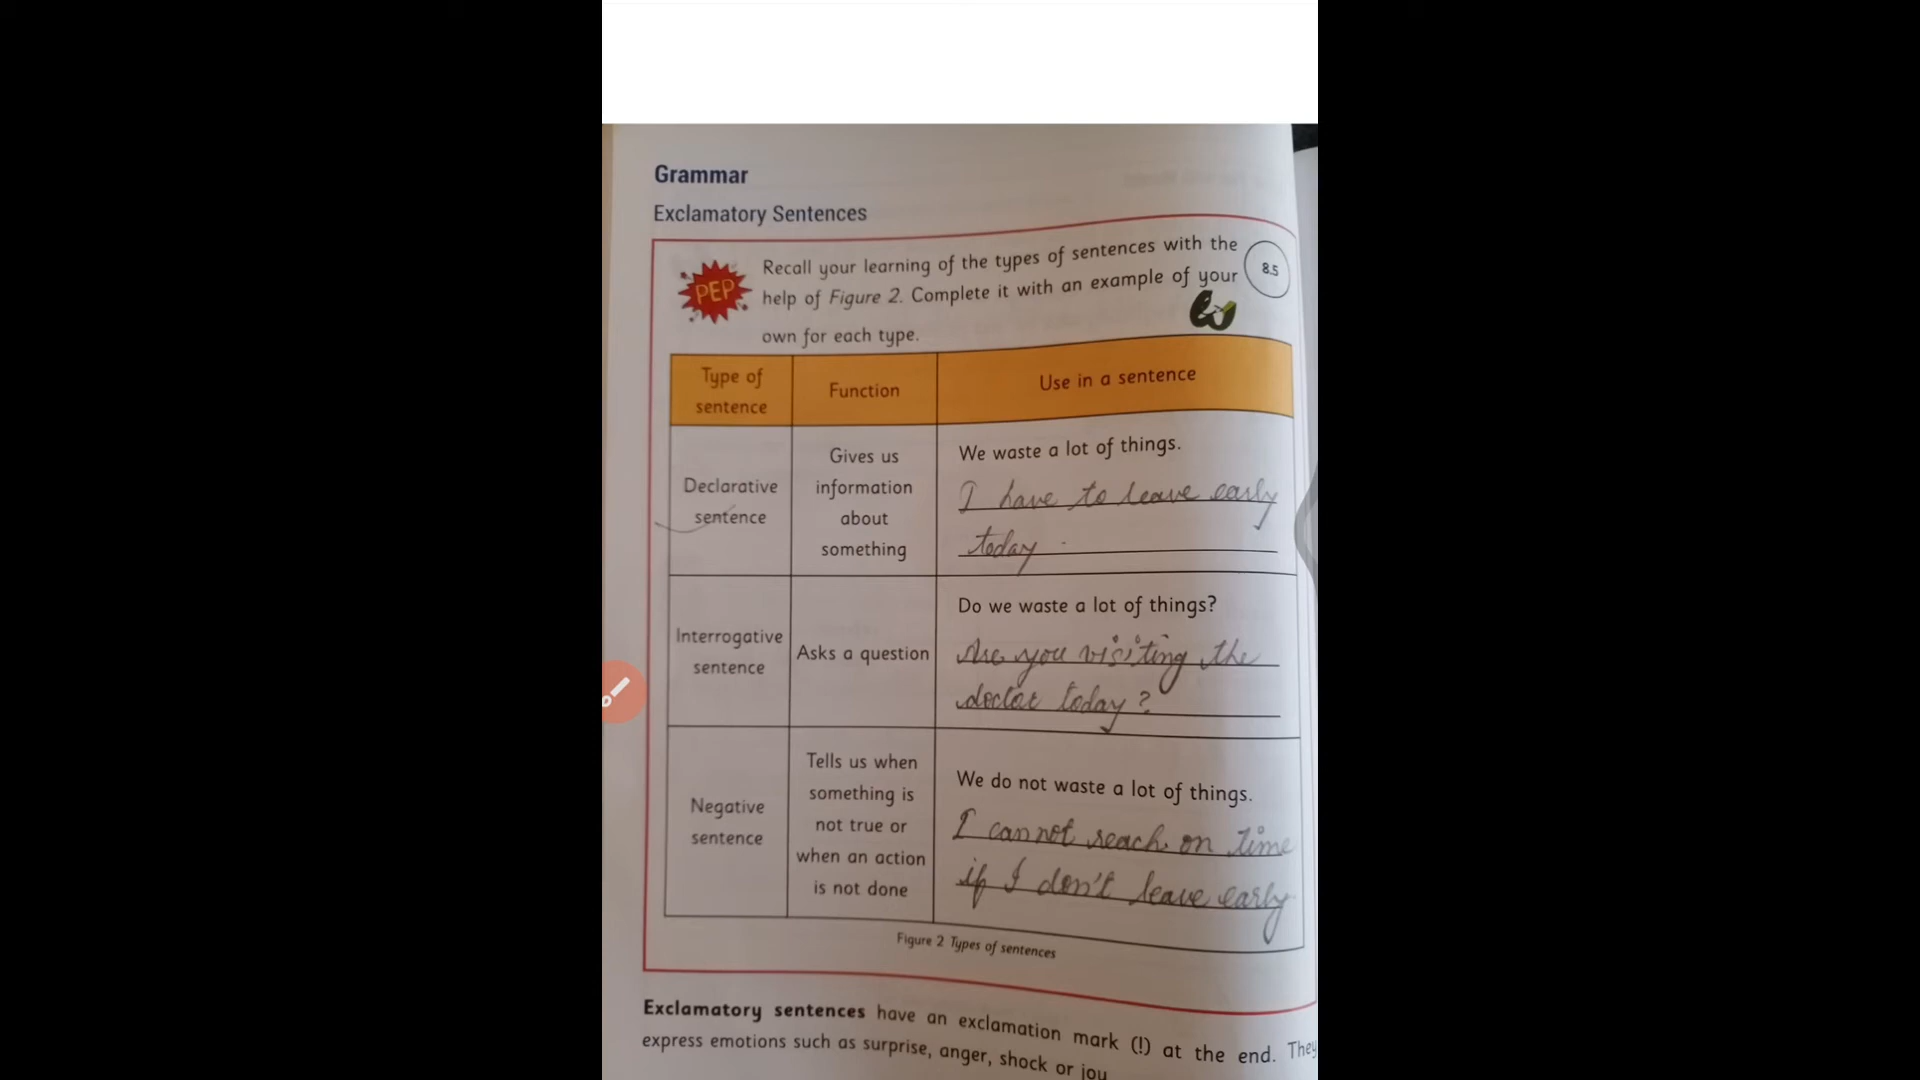 Grammar
Exclamatory Sentences
PEP
Recall your learning of the types of sentences with the
help of Figure 2. Complete it with an example of your
own for each type.
8.5
Type of
sentence
Function
Use in a sentence
Declarative
sentence
Gives us
information
about
something
We waste a lot of things.
I have to leave early
today.
Interrogative
sentence
Asks a question
Do we waste a lot of things?
Are you visiting the
doctor today?
Negative
sentence
Tells us when
something is
not true or
when an action
is not done
We do not waste a lot of things.
I cannot reach on time
if I don't leave early
Figure 2 Types of sentences
Exclamatory sentences have an exclamation mark (!) at the end. They
express emotions such as surprise, anger, shock or joy